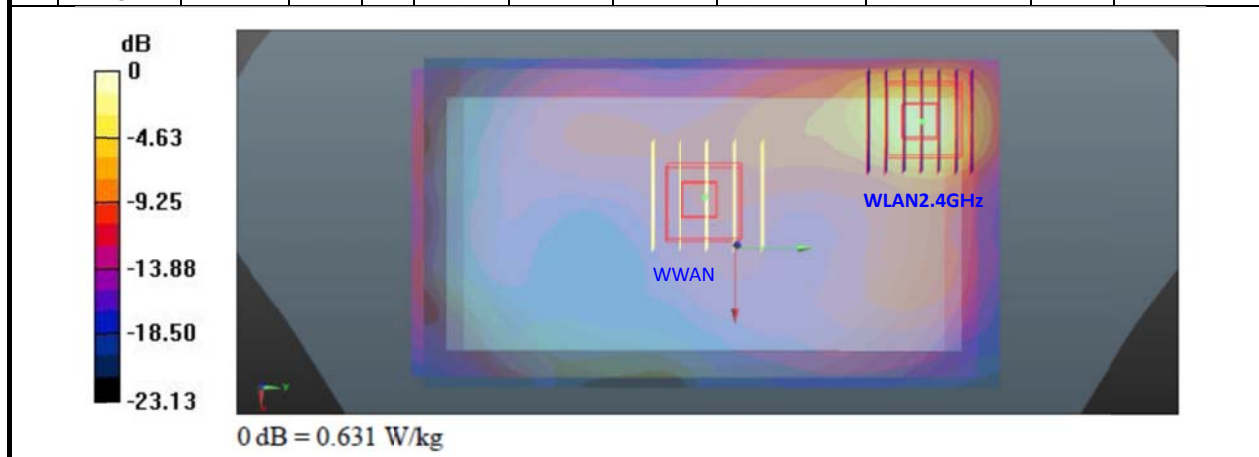 dB
0
-4.63
-9.25
-13.88
-18.50
-23.13
WLAN2.4GHz
WWAN
y
0 dB = 0.631 W/kg